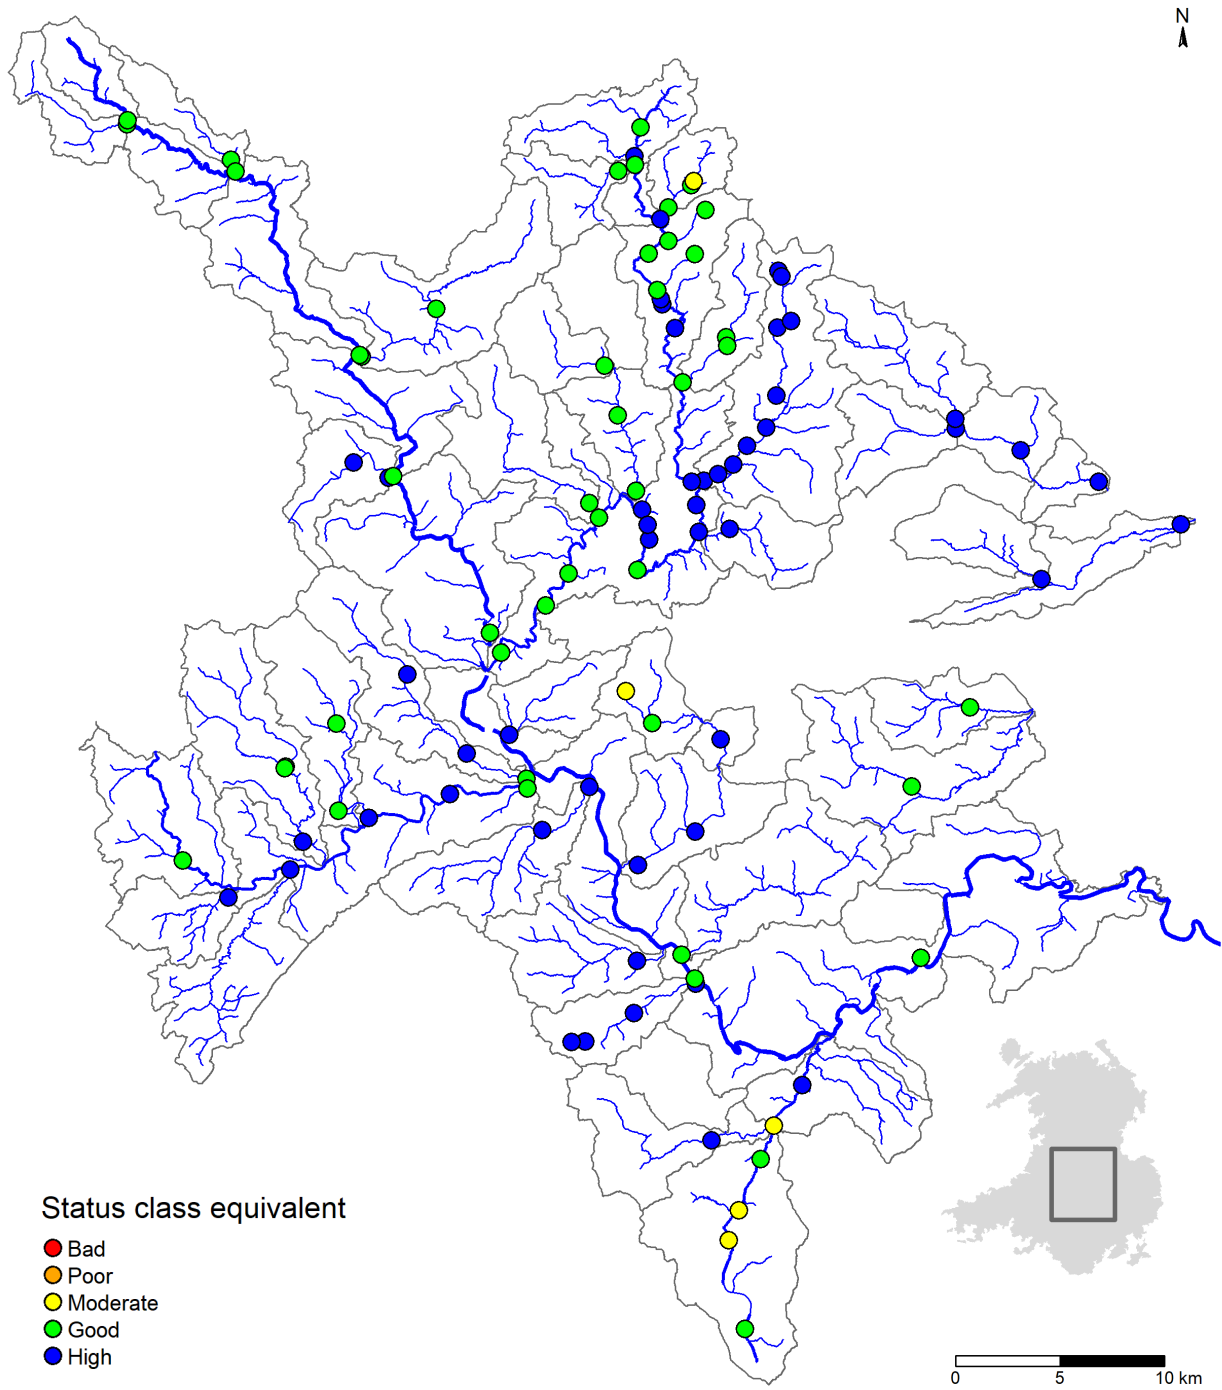 N
Status class equivalent
Bad
Poor
Moderate
Good
High
0 5 10 km